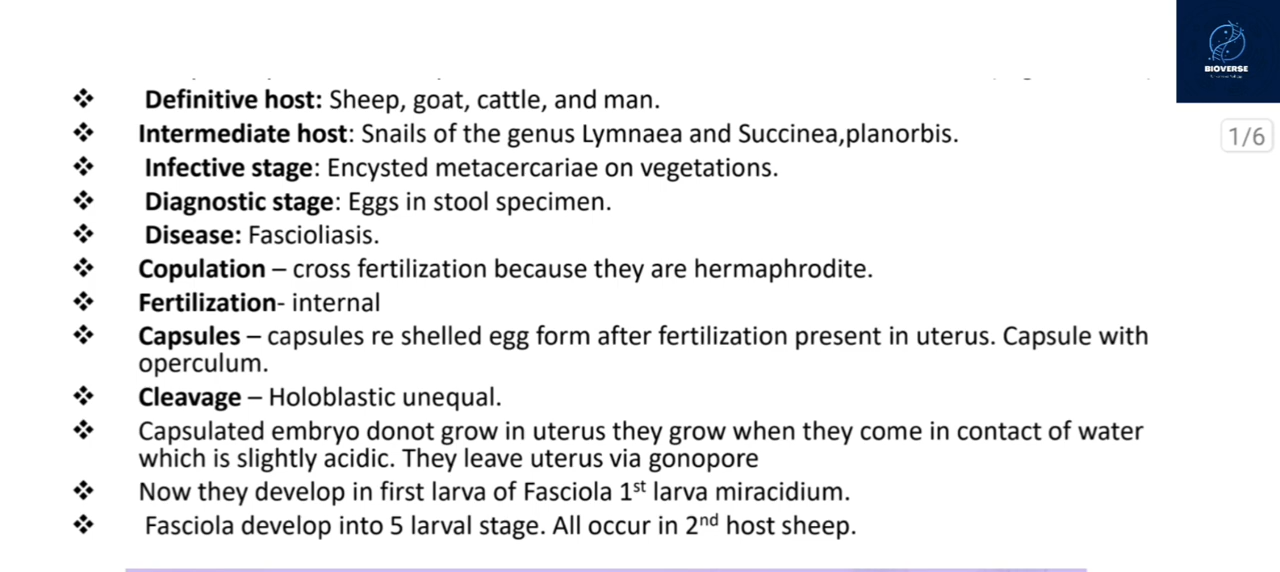 BIOVERSE
1/6
❖ Definitive host: Sheep, goat, cattle, and man.
❖ Intermediate host: Snails of the genus Lymnaea and Succinea,planorbis.
❖ Infective stage: Encysted metacercariae on vegetations.
❖ Diagnostic stage: Eggs in stool specimen.
❖ Disease: Fascioliasis.
❖ Copulation – cross fertilization because they are hermaphrodite.
❖ Fertilization- internal
❖ Capsules – capsules re shelled egg form after fertilization present in uterus. Capsule with
operculum.
❖ Cleavage – Holoblastic unequal.
❖ Capsulated embryo donot grow in uterus they grow when they come in contact of water
which is slightly acidic. They leave uterus via gonopore
❖ Now they develop in first larva of Fasciola 1st larva miracidium.
❖ Fasciola develop into 5 larval stage. All occur in 2nd host sheep.